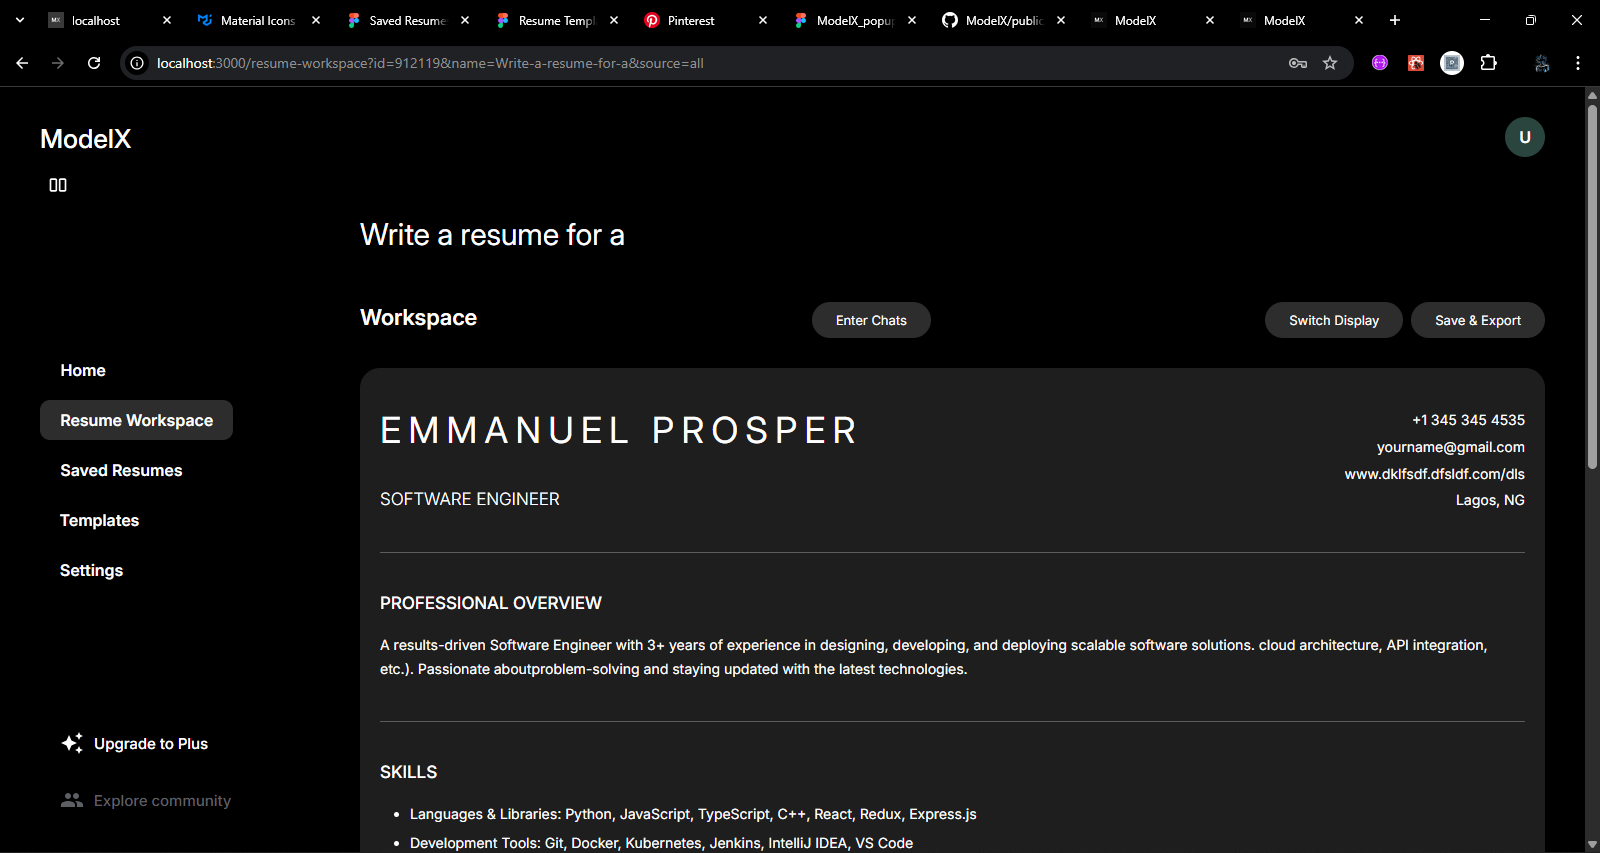 MX localhost
Material Icons
Saved Resume
Resume Templ
Pinterest
ModelX_popup
ModelX/public
MX ModelX
MX ModelX
localhost:3000/resume-workspace?id=912119&name=Write-a-resume-for-a&source=all
ModelX
U
Write a resume for a
Workspace
Enter Chats
Switch Display
Save & Export
Home
Resume Workspace
Saved Resumes
Templates
Settings
Upgrade to Plus
Explore community
EMMANUEL PROSPER
SOFTWARE ENGINEER
+1 345 345 4535
yourname@gmail.com
www.dklfsdf.dfsldf.com/dls
Lagos, NG
PROFESSIONAL OVERVIEW
A results-driven Software Engineer with 3+ years of experience in designing, developing, and deploying scalable software solutions. cloud architecture, API integration,
etc.). Passionate aboutproblem-solving and staying updated with the latest technologies.
SKILLS
• Languages & Libraries: Python, JavaScript, TypeScript, C++, React, Redux, Express.js
• Development Tools: Git, Docker, Kubernetes, Jenkins, IntelliJ IDEA, VS Code